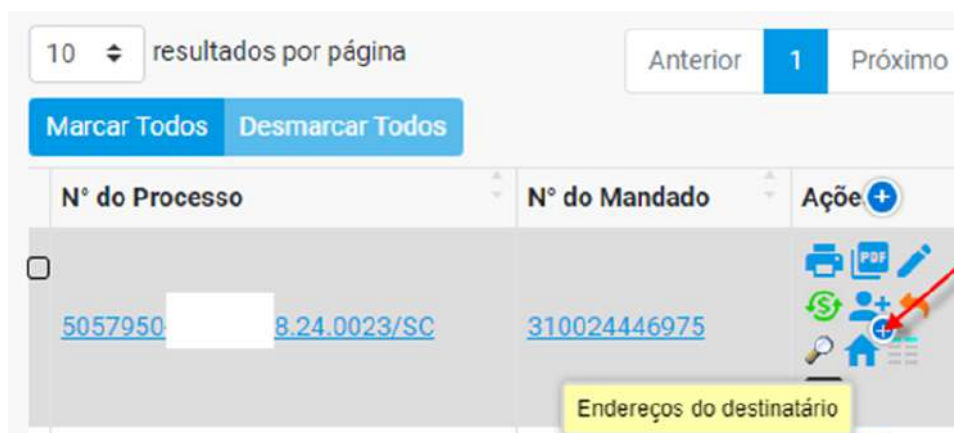 10 resultados por página
Anterior 1 Próximo
Marcar Todos Desmarcar Todos
N° do Processo N° do Mandado Açõe
PDF
5057950- 8.24.0023/SC 310024446975
Endereços do destinatário